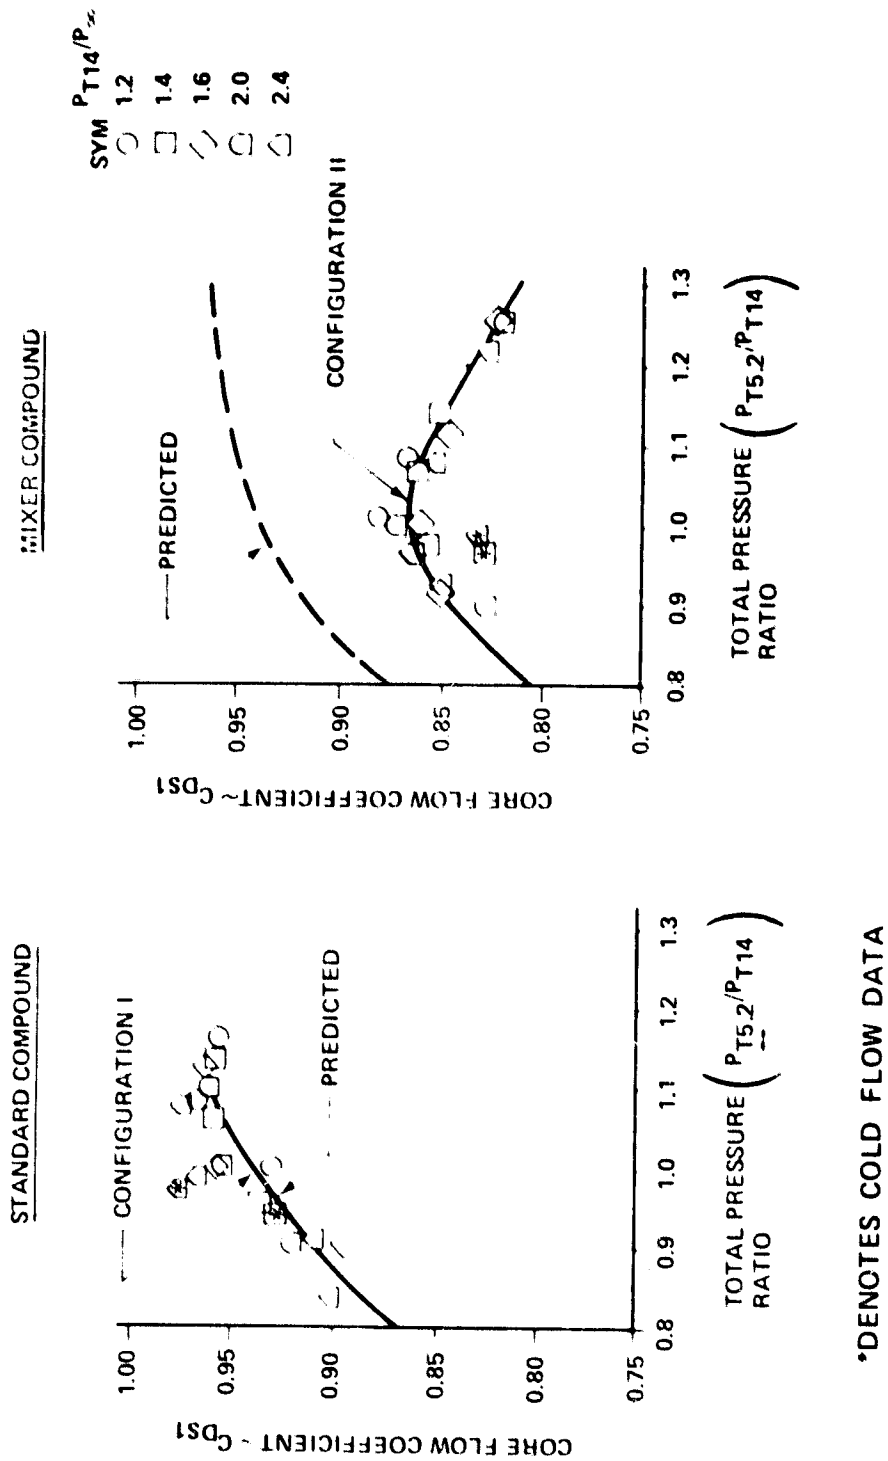 STANDARD COMPOUND
CONFIGURATION I
PREDICTED
1.00
0.95
0.90
0.85
0.80
0.75
CORE FLOW COEFFICIENT ~ CDS1
0.8
0.9
1.0
1.1
1.2
1.3
TOTAL PRESSURE RATIO (PT5.2/PT14)
MIXER COMPOUND
PREDICTED
CONFIGURATION II
SYM PT14/P∞
1.2
1.4
1.6
2.0
2.4
1.00
0.95
0.90
0.85
0.80
0.75
CORE FLOW COEFFICIENT ~ CDS1
0.8
0.9
1.0
1.1
1.2
1.3
TOTAL PRESSURE RATIO (PT5.2/PT14)
*DENOTES COLD FLOW DATA